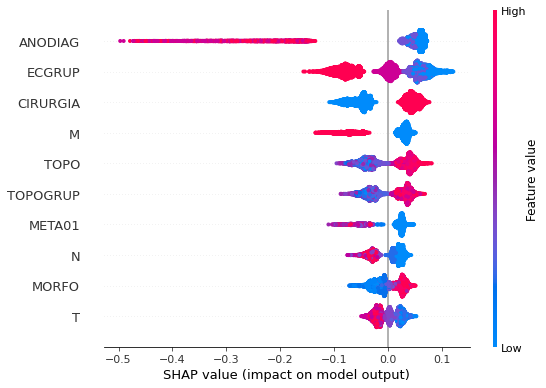 High
ANODIAG
ECGRUP
CIRURGIA
M
TOPO
TOPOGRUP
META01
N
MORFO
T
Feature value
Low
−0.5 −0.4 −0.3 −0.2 −0.1 0.0 0.1
SHAP value (impact on model output)